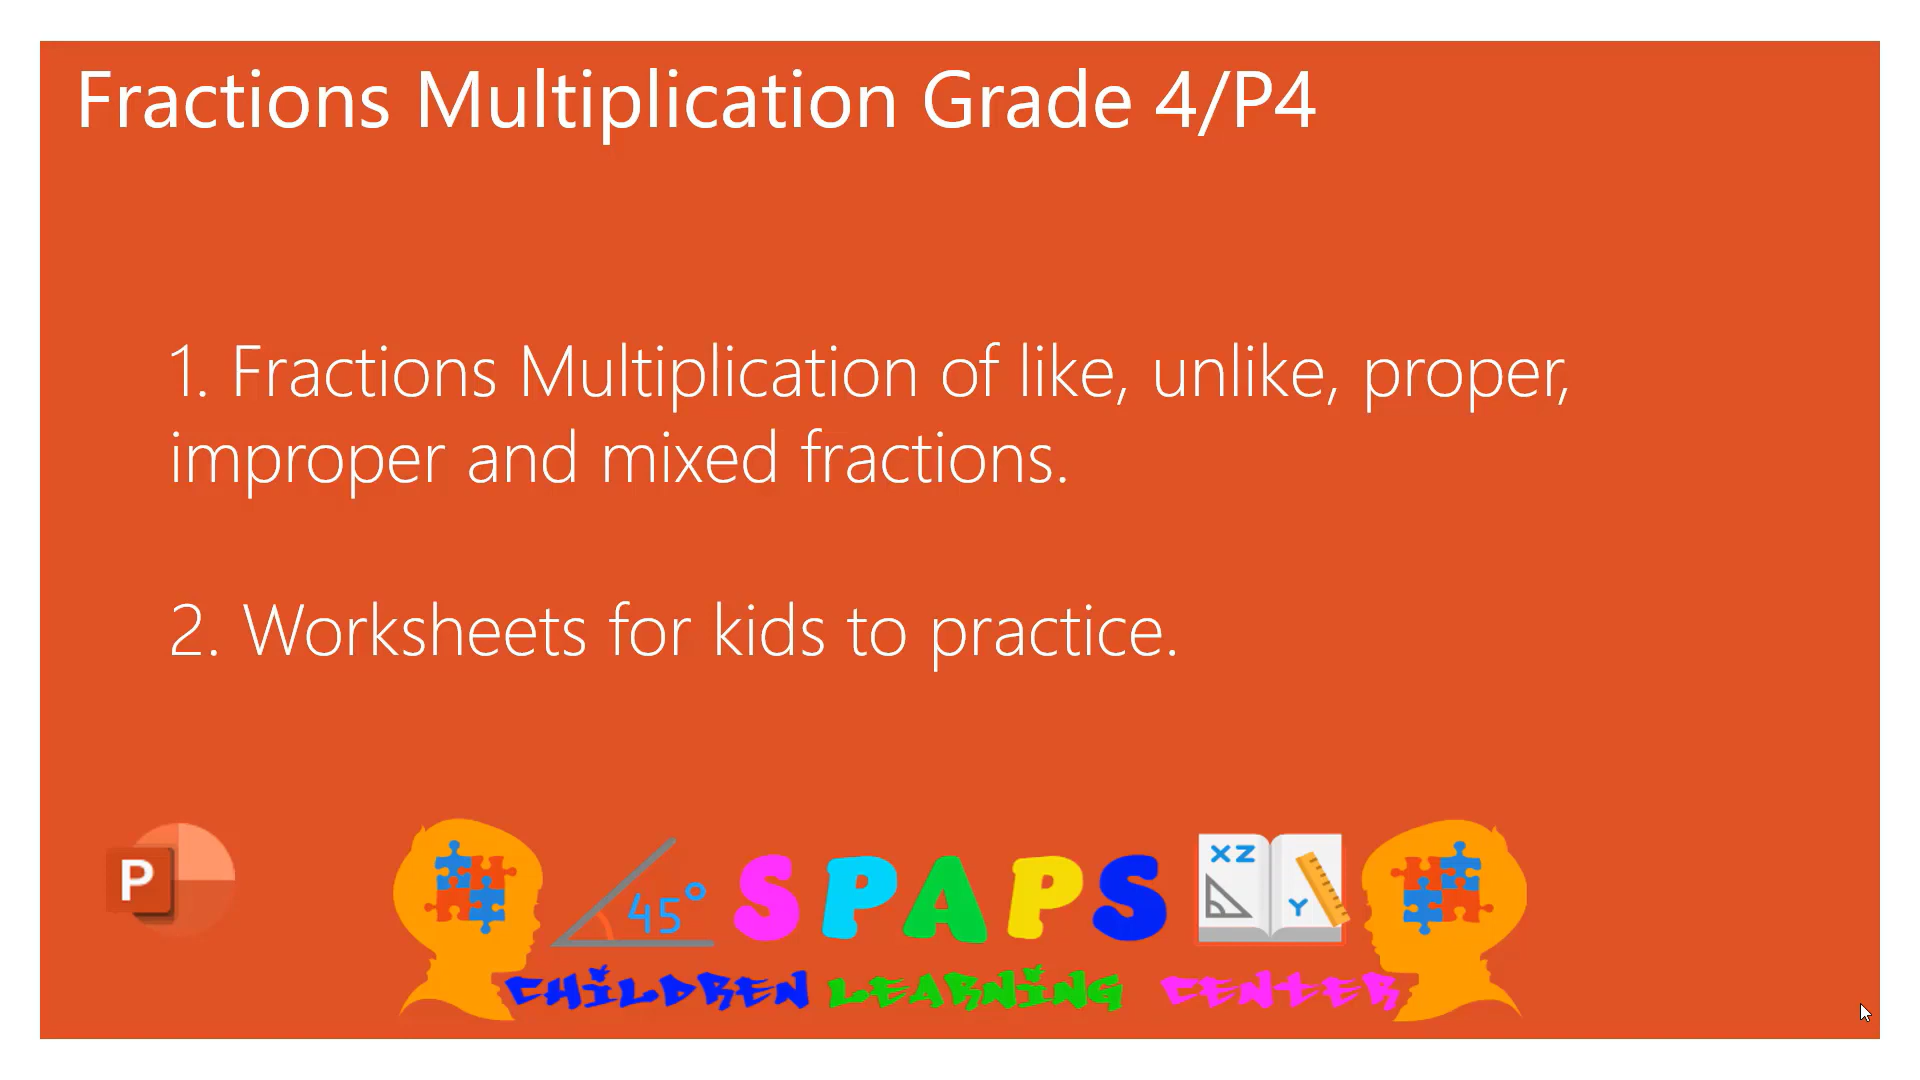 Fractions Multiplication Grade 4/P4
1. Fractions Multiplication of like, unlike, proper,
improper and mixed fractions.
2. Worksheets for kids to practice.
P
45°
SPAPS
XZ
Y
CHILDREN LEARNING CENTER